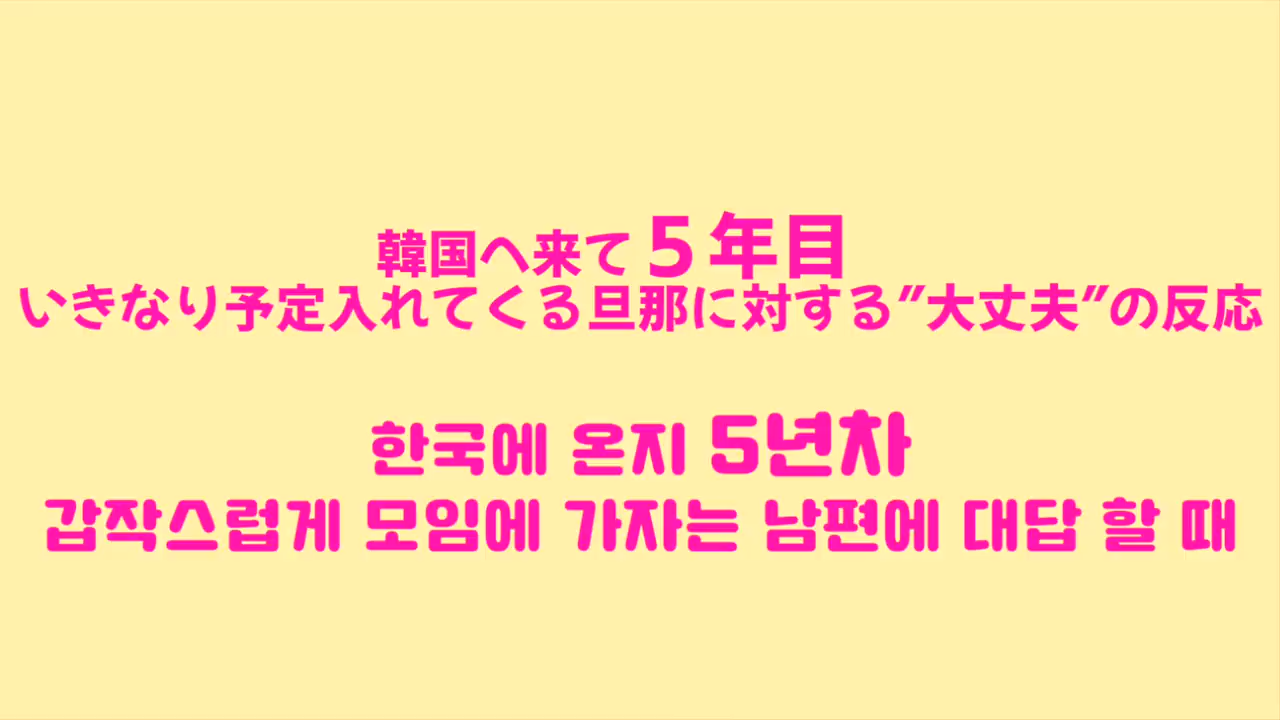 韓国へ来て５年目
いきなり予定入れてくる旦那に対する"大丈夫"の反応
한국에 온지 5년차
갑작스럽게 모임에 가자는 남편에 대답 할 때